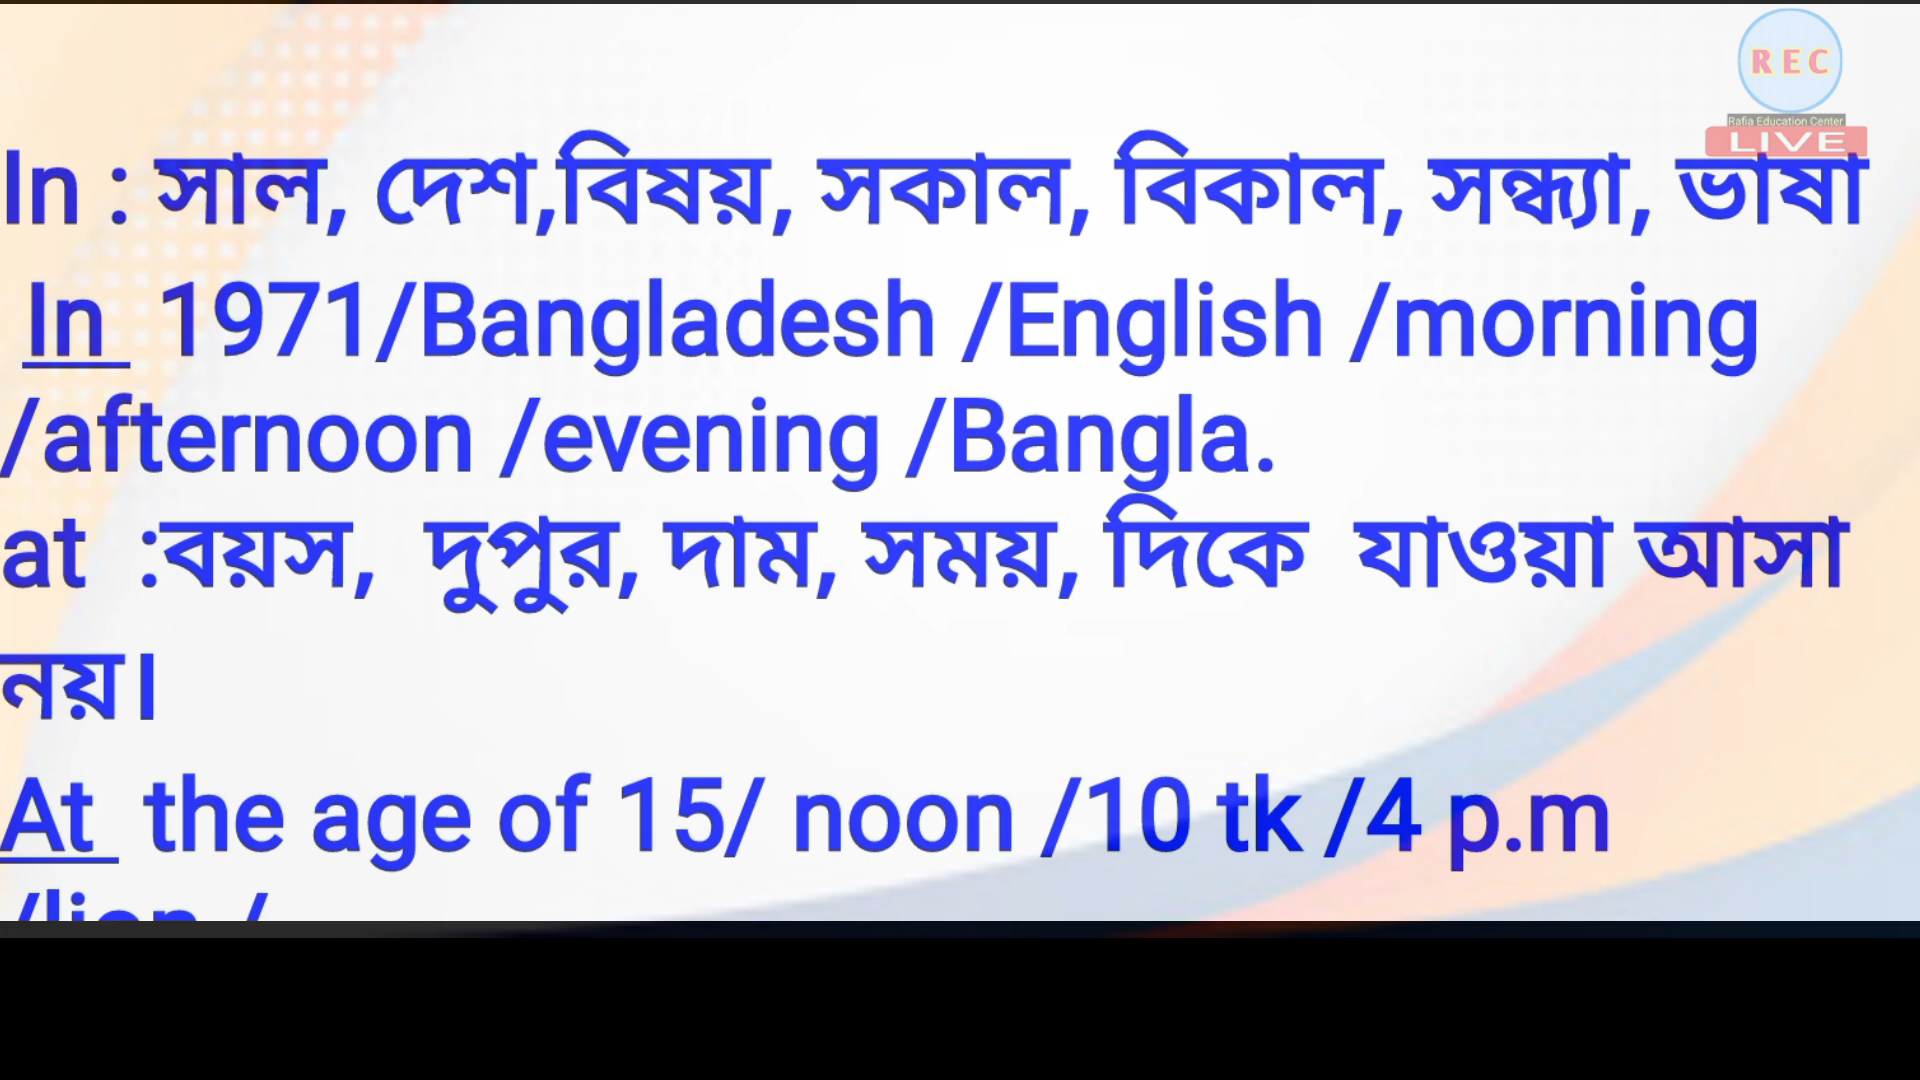 R E C
Rafia Education Center
LIVE
In : সাল, দেশ,বিষয়, সকাল, বিকাল, সন্ধ্যা, ভাষা
In 1971/Bangladesh /English /morning
/afternoon /evening /Bangla.
at :বয়স, দুপুর, দাম, সময়, দিকে যাওয়া আসা
নয়।
At the age of 15/ noon /10 tk /4 p.m
/lion /